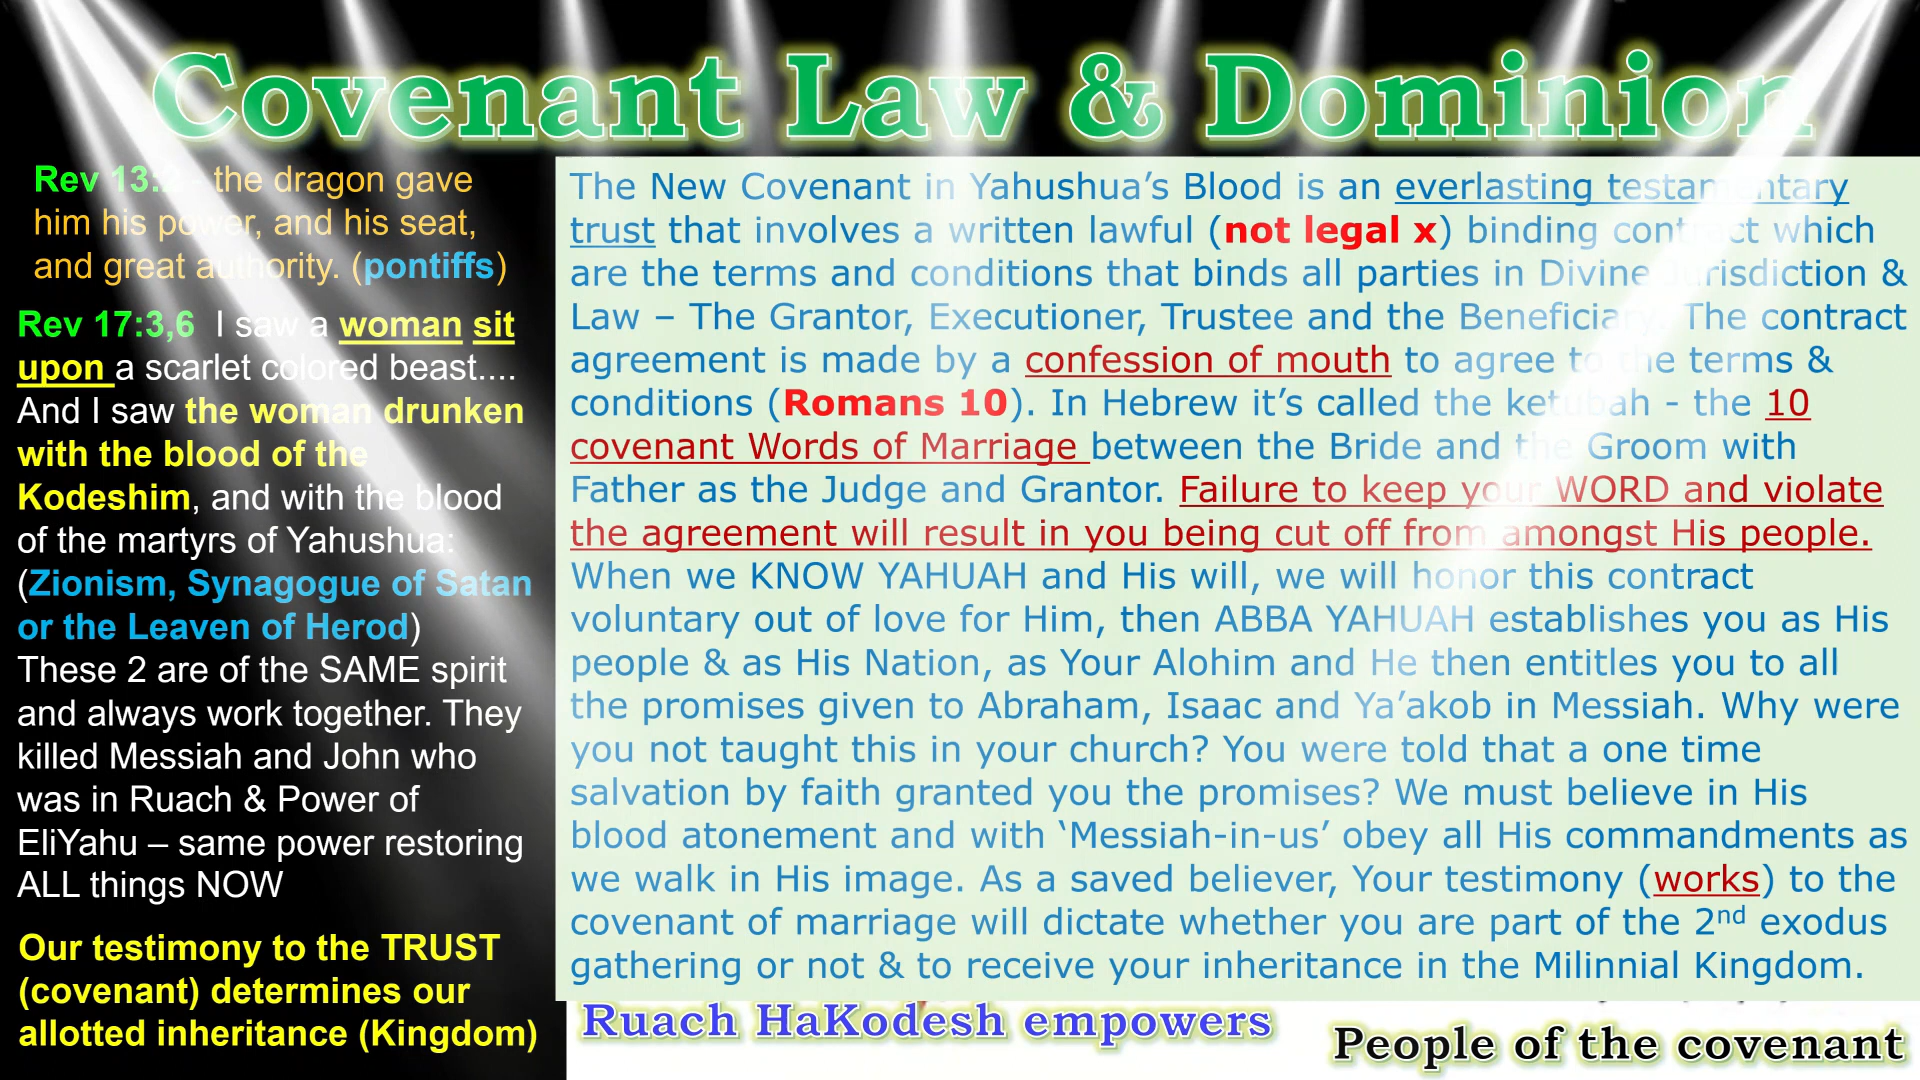 Covenant Law & Dominion
Rev 13:2 - the dragon gave
him his power, and his seat,
and great authority. (pontiffs)
Rev 17:3,6 I saw a woman sit
upon a scarlet colored beast....
And I saw the woman drunken
with the blood of the
Kodeshim, and with the blood
of the martyrs of Yahushua:
(Zionism, Synagogue of Satan
or the Leaven of Herod)
These 2 are of the SAME spirit
and always work together. They
killed Messiah and John who
was in Ruach & Power of
EliYahu – same power restoring
ALL things NOW
Our testimony to the TRUST
(covenant) determines our
allotted inheritance (Kingdom)
The New Covenant in Yahushua's Blood is an everlasting testamentary
trust that involves a written lawful (not legal x) binding contract which
are the terms and conditions that binds all parties in Divine Jurisdiction &
Law – The Grantor, Executioner, Trustee and the Beneficiary. The contract
agreement is made by a confession of mouth to agree to the terms &
conditions (Romans 10). In Hebrew it's called the ketubah - the 10
covenant Words of Marriage between the Bride and the Groom with
Father as the Judge and Grantor. Failure to keep your WORD and violate
the agreement will result in you being cut off from amongst His people.
When we KNOW YAHUAH and His will, we will honor this contract
voluntary out of love for Him, then ABBA YAHUAH establishes you as His
people & as His Nation, as Your Alohim and He then entitles you to all
the promises given to Abraham, Isaac and Ya'akob in Messiah. Why were
you not taught this in your church? You were told that a one time
salvation by faith granted you the promises? We must believe in His
blood atonement and with ‘Messiah-in-us’ obey all His commandments as
we walk in His image. As a saved believer, Your testimony (works) to the
covenant of marriage will dictate whether you are part of the 2nd exodus
gathering or not & to receive your inheritance in the Milinnial Kingdom.
Ruach HaKodesh empowers
People of the covenant